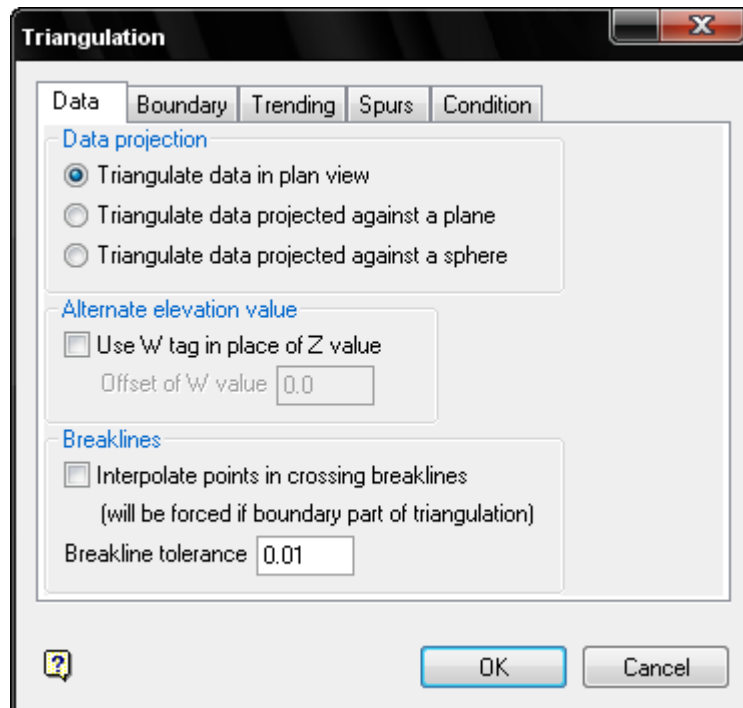 Triangulation
Data Boundary Trending Spurs Condition
Data projection
Triangulate data in plan view
Triangulate data projected against a plane
Triangulate data projected against a sphere
Alternate elevation value
Use W tag in place of Z value
Offset of W value 0.0
Breaklines
Interpolate points in crossing breaklines
(will be forced if boundary part of triangulation)
Breakline tolerance 0.01
OK Cancel